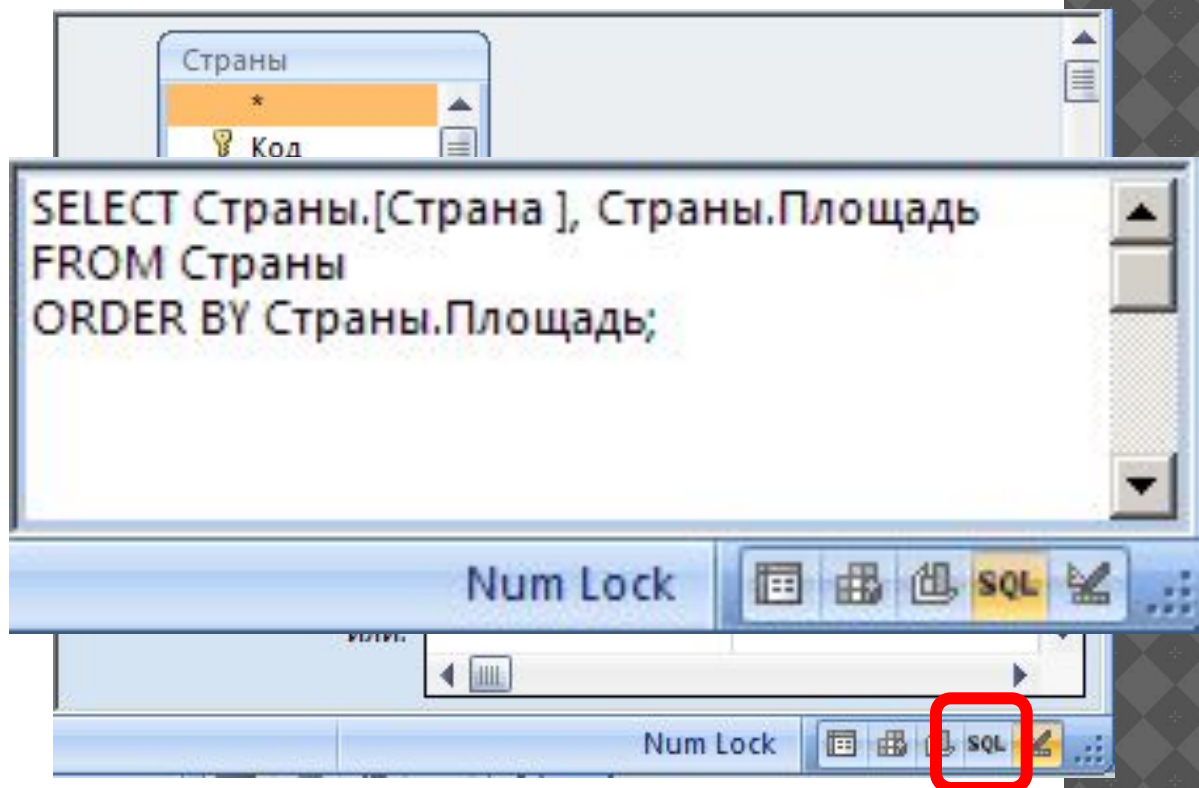 Страны
*
Код
SELECT Страны.[Страна ], Страны.Площадь
FROM Страны
ORDER BY Страны.Площадь;
Num Lock SQL
или:
Num Lock SQL